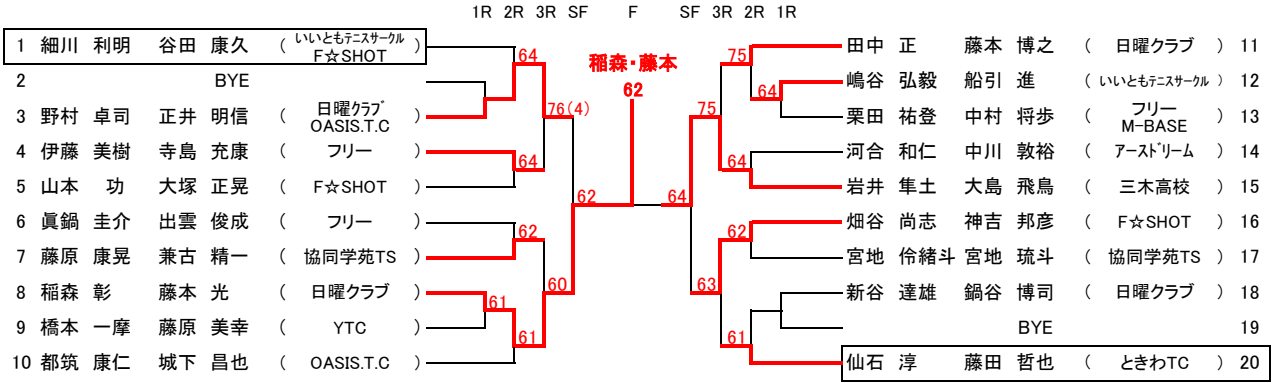 1R 2R 3R SF F SF 3R 2R 1R
1 細川 利明 谷田 康久 ( いいともテニスサークル F☆SHOT )
2 BYE
3 野村 卓司 正井 明信 ( 日曜クラブ OASIS.T.C )
4 伊藤 美樹 寺島 充康 ( フリー )
5 山本 功 大塚 正晃 ( F☆SHOT )
6 眞鍋 圭介 出雲 俊成 ( フリー )
7 藤原 康晃 兼古 精一 ( 協同学苑TS )
8 稲森 彰 藤本 光 ( 日曜クラブ )
9 橋本 一摩 藤原 美幸 ( YTC )
10 都筑 康仁 城下 昌也 ( OASIS.T.C )
64
76(4)
64
62
62
60
61
61
稲森・藤本
62
75
64
75
64
64
62
63
61
田中 正 藤本 博之 ( 日曜クラブ ) 11
嶋谷 弘毅 船引 進 ( いいともテニスサークル ) 12
栗田 祐登 中村 将歩 ( フリー M-BASE ) 13
河合 和仁 中川 敦裕 ( アースドリーム ) 14
岩井 隼土 大島 飛鳥 ( 三木高校 ) 15
畑谷 尚志 神吉 邦彦 ( F☆SHOT ) 16
宮地 伶緒斗 宮地 琉斗 ( 協同学苑TS ) 17
新谷 達雄 鍋谷 博司 ( 日曜クラブ ) 18
BYE 19
仙石 淳 藤田 哲也 ( ときわTC ) 20